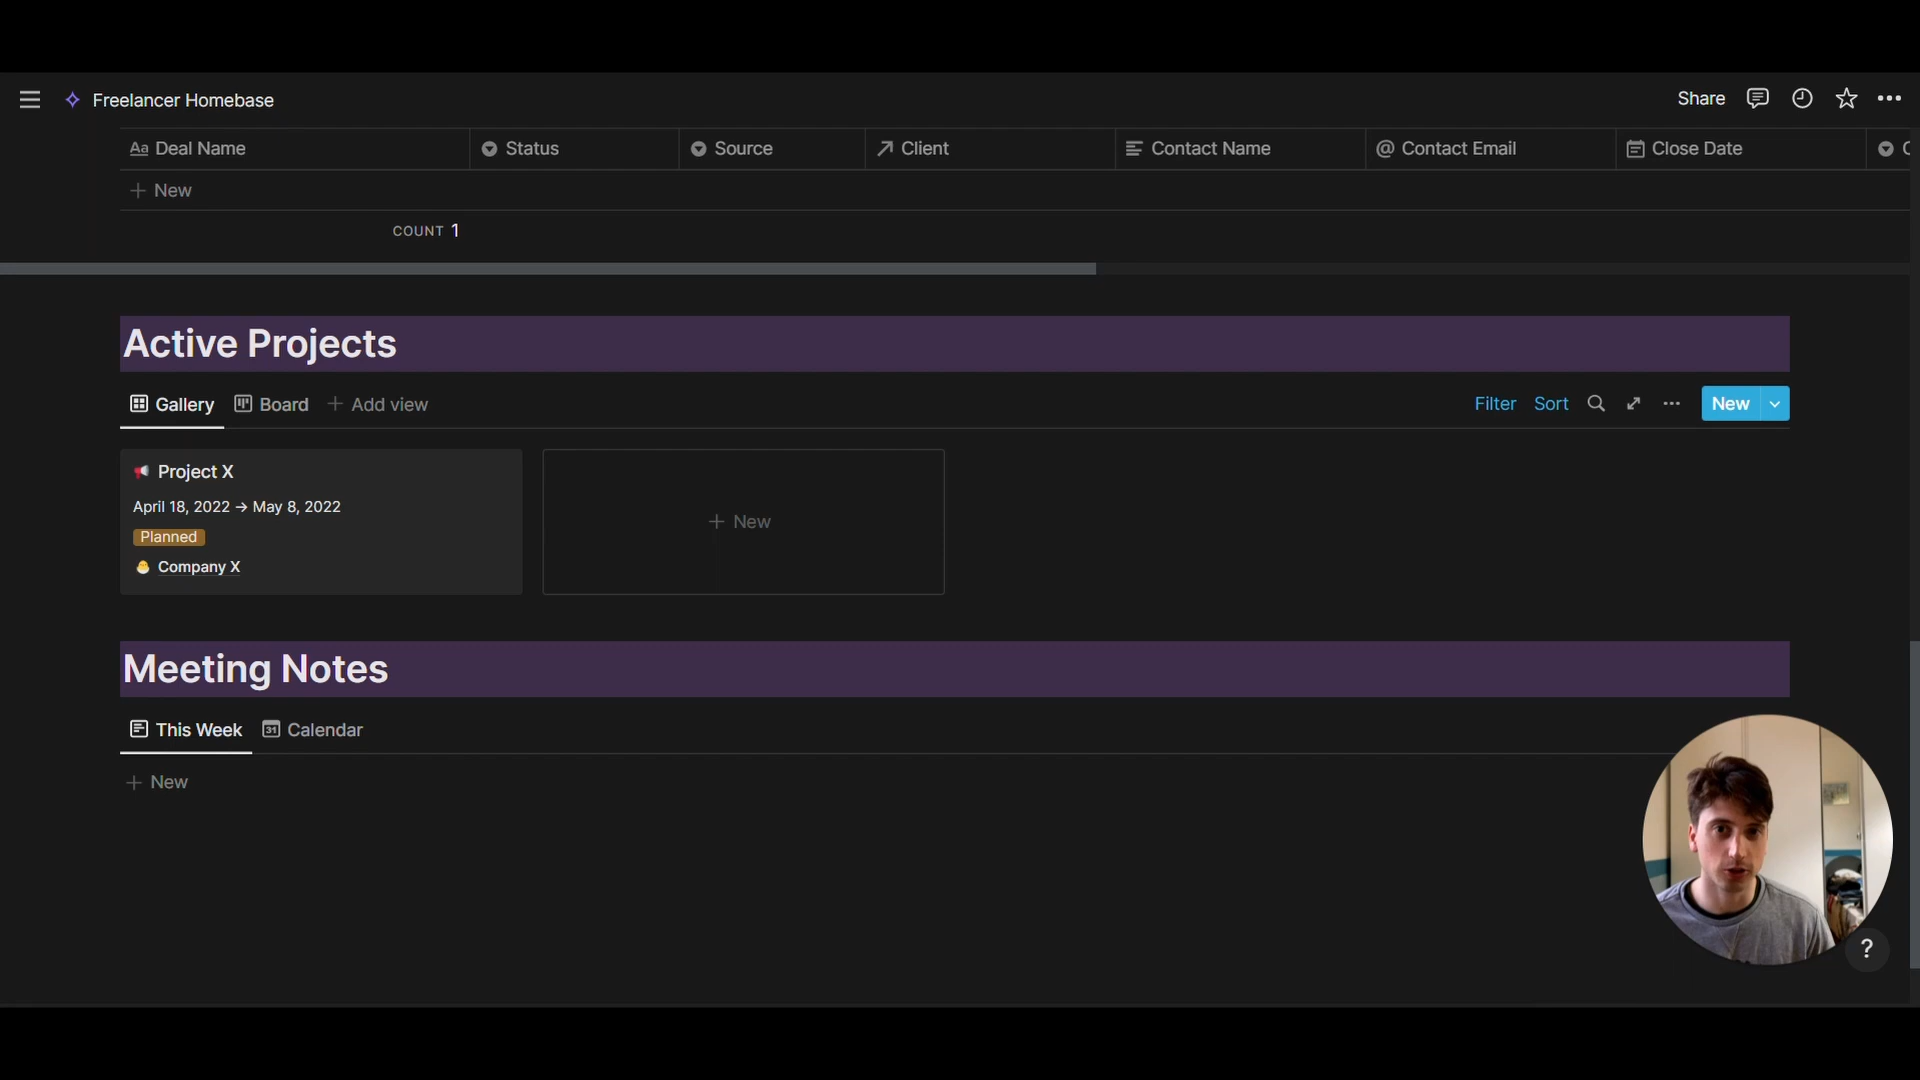 Freelancer Homebase
Share
Aa Deal Name Status Source Client Contact Name @ Contact Email Close Date C
+ New
COUNT 1
Active Projects
Gallery Board + Add view Filter Sort New
Project X
April 18, 2022 → May 8, 2022
Planned
Company X
+ New
Meeting Notes
This Week 31 Calendar
+ New
?